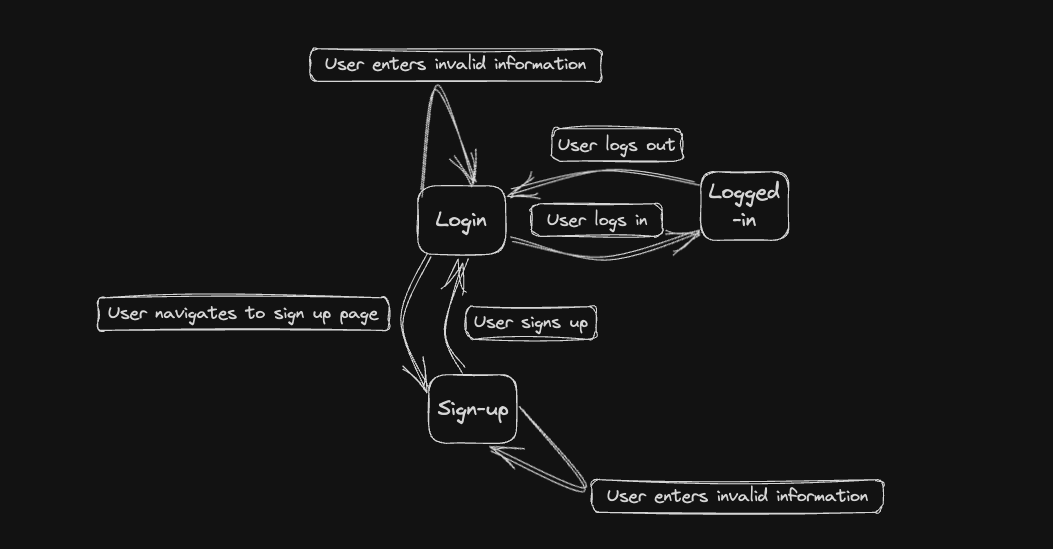 User enters invalid information
User logs out
Logged
-in
Login
User logs in
User navigates to sign up page
User signs up
Sign-up
User enters invalid information